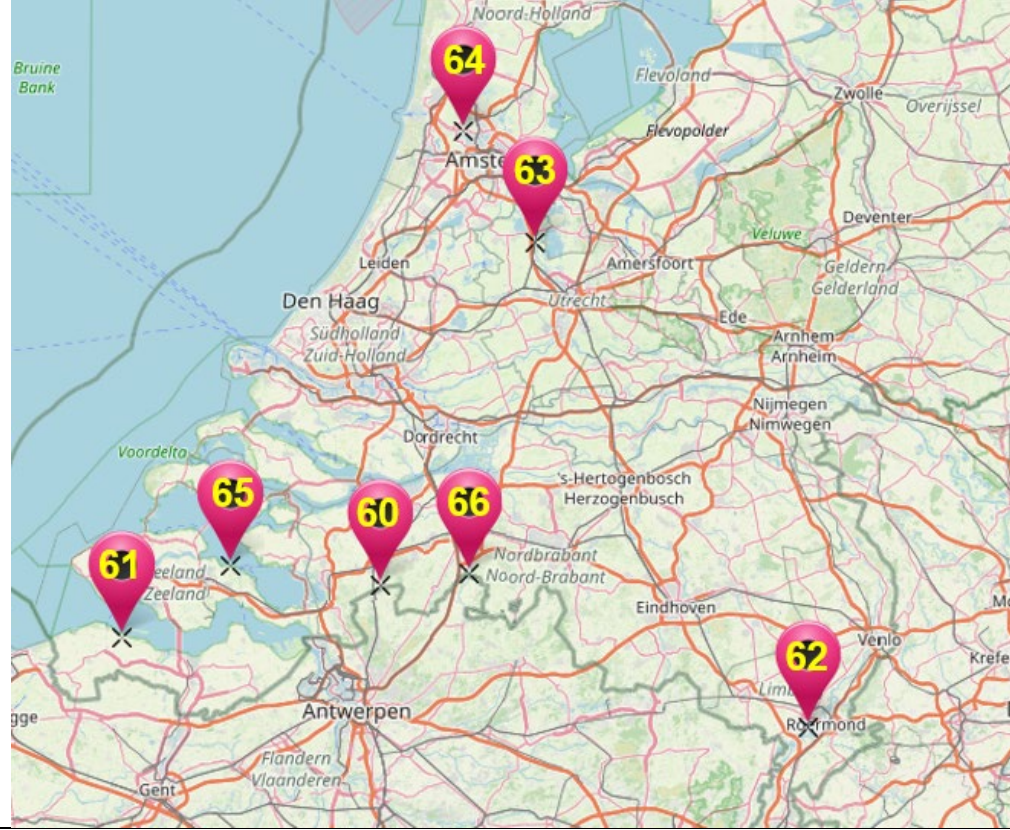 Noord-Holland
Bruine
Bank
64
Flevoland
Zwolle
Overijssel
Flevopolder
Amste
63
Deventer
Veluwe
Leiden
Amersfoort
Geldern
Gelderland
Den Haag
Utrecht
Ede
Südholland
Zuid-Holland
Arnhem
Arnheim
Nijmegen
Nimwegen
Dordrecht
Voordelta
's-Hertogenbosch
Herzogenbusch
65
60
66
61
eeland
Zeeland
Nordbrabant
Noord-Brabant
Eindhoven
Venlo
Krefe
62
Limb
Roermond
Antwerpen
gge
Flandern
Vlaanderen
Gent